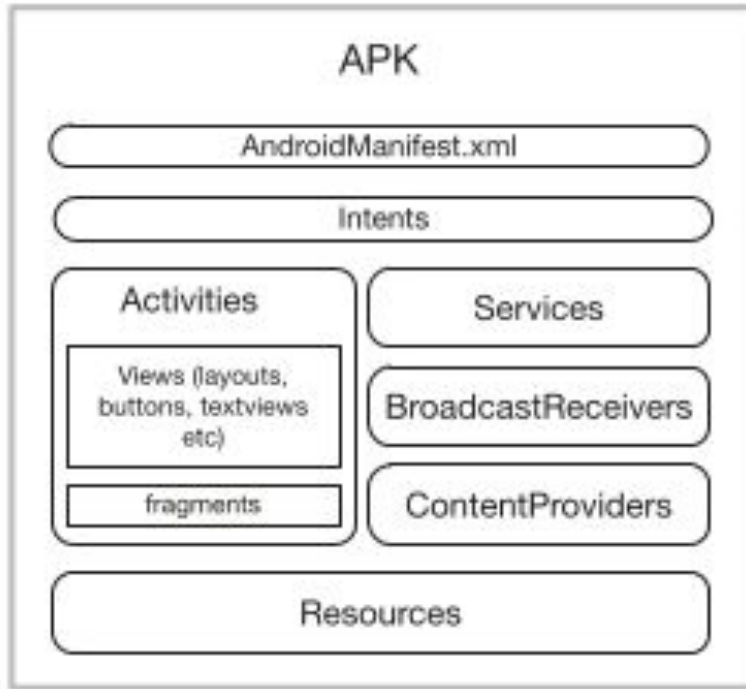 APK
AndroidManifest.xml
Intents
Activities
Views (layouts,
buttons, textviews
etc)
fragments
Services
BroadcastReceivers
ContentProviders
Resources